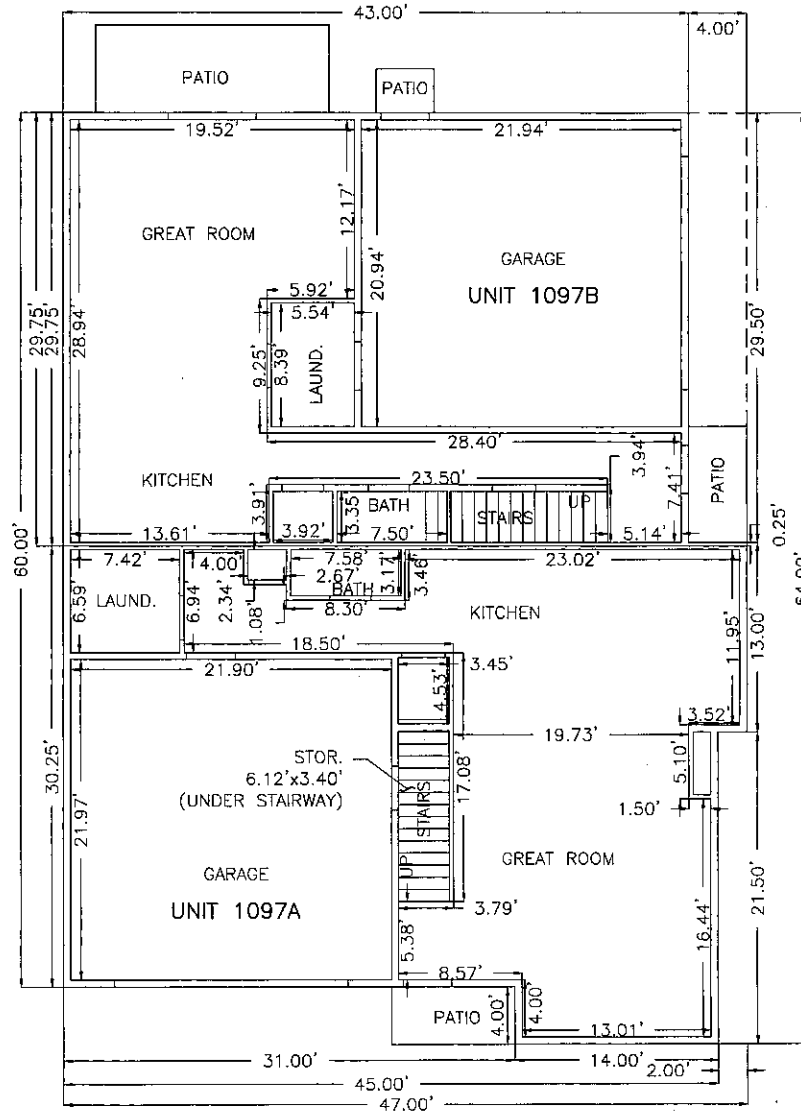 43.00'
4.00'
PATIO
PATIO
19.52'
21.94'
12.17'
GREAT ROOM
GARAGE
UNIT 1097B
20.94'
5.92'
5.54'
29.75'
29.75'
28.94'
29.50'
9.25'
8.39'
LAUND.
28.40'
3.94'
7.41'
PATIO
KITCHEN
23.50'
3.9'
3.35'
BATH
UP
STAIRS
13.61'
3.92'
7.50'
5.14'
0.25'
60.00'
64.00'
7.42'
4.00'
7.58'
23.02'
LAUND.
6.59'
6.94'
2.34'
1.08'
2.67'
3.17'
3.46'
BATH
8.30'
KITCHEN
11.95'
13.00'
18.50'
21.90'
3.45'
4.53'
3.52'
19.73'
5.10'
30.25'
STOR.
6.12'x3.40'
(UNDER STAIRWAY)
17.08'
STAIRS
1.50'
21.97'
GREAT ROOM
GARAGE
UP
UNIT 1097A
3.79'
16.44'
21.50'
5.38'
8.57'
4.00'
4.00'
PATIO
13.01'
31.00'
14.00'
2.00'
45.00'
47.00'